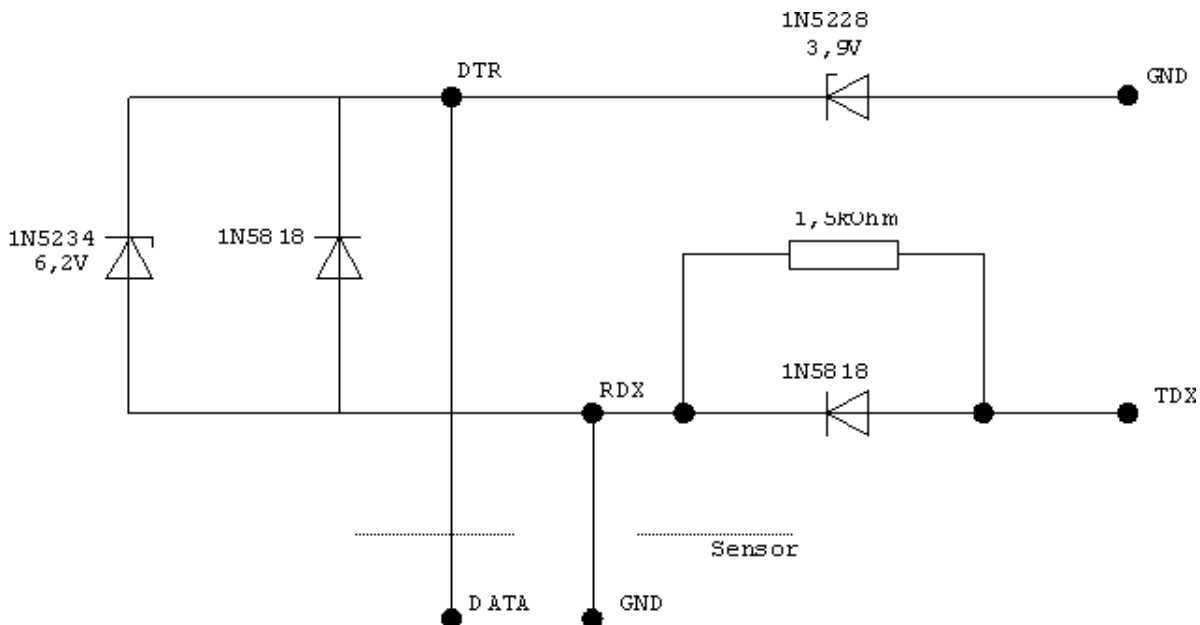 1N5228
3,9V
DTR
GND
1N5234
6,2V
1N5818
1,5kOhm
1N5818
RDX
TDX
Sensor
DATA
GND